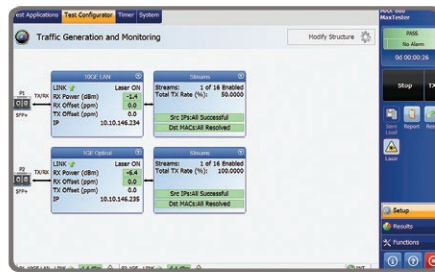 est Applications Test Configurator Timer System
Traffic Generation and Monitoring
Modify Structure
MaxTester
PASS
No Alarm
0d 00:00:26
Stop TX
Save Load Report
Laser
10GE LAN
LINK Laser ON
RX Power (dBm) -1.4
RX Offset (ppm) 0.0
TX Offset (ppm) 0.0
IP 10.10.146.234
P1 TX/RX
SFP+
Streams
Streams: 1 of 16 Enabled
Total TX Rate (%): 50.0000
Src IPs:All Successful
Dst MACs:All Resolved
1GE Optical
LINK Laser ON
RX Power (dBm) -6.4
RX Offset (ppm) 0.0
TX Offset (ppm) 0.0
IP 10.10.146.235
P2 TX/RX
SFP+
Streams
Streams: 1 of 16 Enabled
Total TX Rate (%): 100.0000
Src IPs:All Successful
Dst MACs:All Resolved
Setup
Results
Functions